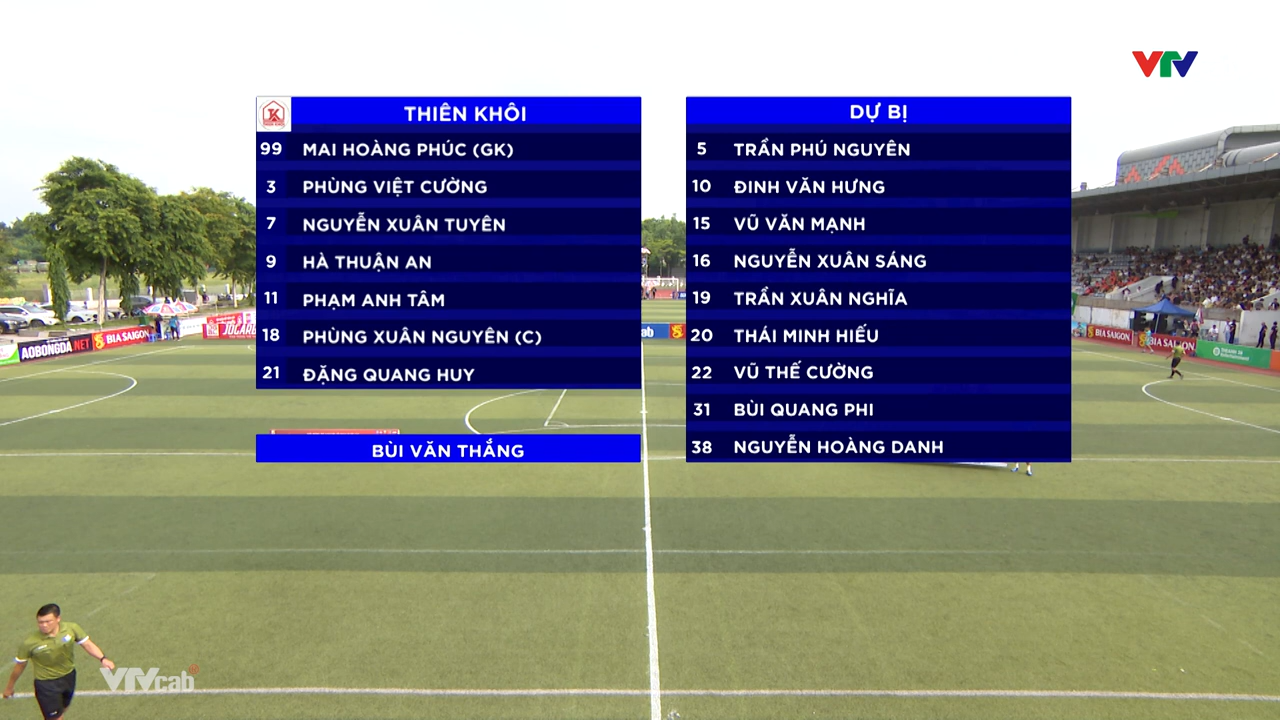 VTV
THIÊN KHÔI
99 MAI HOÀNG PHÚC (GK)
3 PHÙNG VIỆT CƯỜNG
7 NGUYỄN XUÂN TUYÊN
9 HÀ THUẬN AN
11 PHẠM ANH TÂM
18 PHÙNG XUÂN NGUYÊN (C)
21 ĐẶNG QUANG HUY
BÙI VĂN THẮNG
DỰ BỊ
5 TRẦN PHÚ NGUYÊN
10 ĐINH VĂN HƯNG
15 VŨ VĂN MẠNH
16 NGUYỄN XUÂN SÁNG
19 TRẦN XUÂN NGHĨA
20 THÁI MINH HIẾU
22 VŨ THẾ CƯỜNG
31 BÙI QUANG PHI
38 NGUYỄN HOÀNG DANH
AOBONGDA.NET
BIA SAIGON
BIA SAIGON
BIA SAIGON
VTVcab